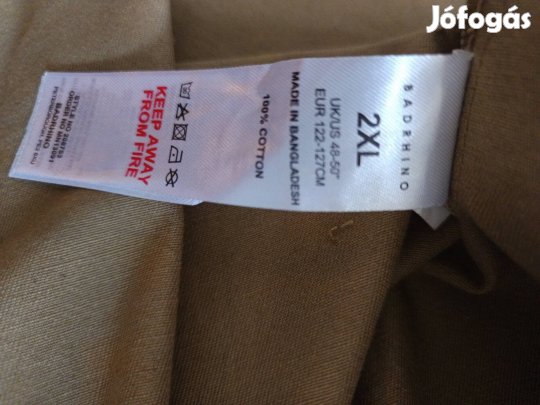 Jófogás
BADRHINO
2XL
UK/US 48-50"
EUR 122-127CM
MADE IN BANGLADESH
100% COTTON
KEEP AWAY
FROM FIRE
BADRHINO